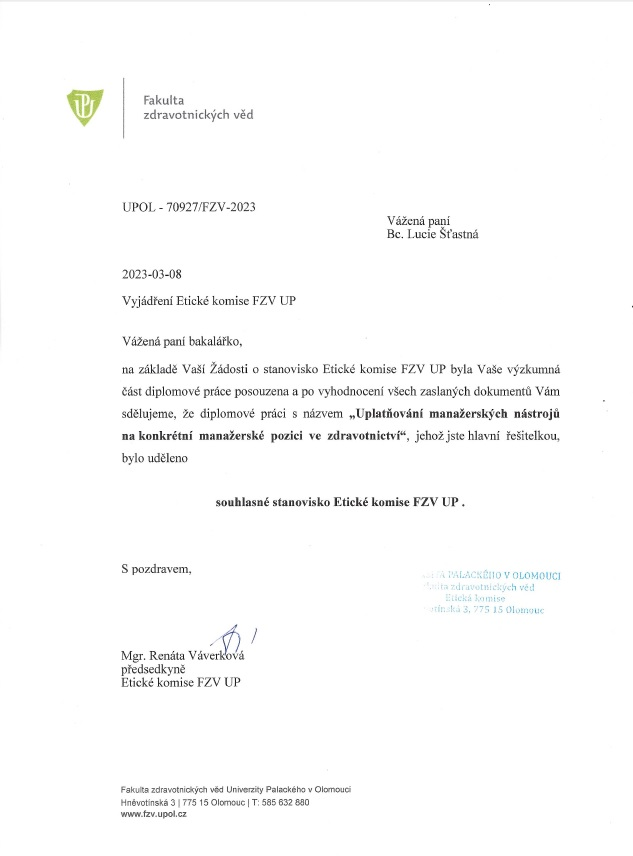 UP
Fakulta
zdravotnických věd
UPOL - 70927/FZV-2023
Vážená paní
Bc. Lucie Šťastná
2023-03-08
Vyjádření Etické komise FZV UP
Vážená paní bakalářko,
na základě Vaší Žádosti o stanovisko Etické komise FZV UP byla Vaše výzkumná
část diplomové práce posouzena a po vyhodnocení všech zaslaných dokumentů Vám
sdělujeme, že diplomové práci s názvem „Uplatňování manažerských nástrojů
na konkrétní manažerské pozici ve zdravotnictví“, jehož jste hlavní řešitelkou,
bylo uděleno
souhlasné stanovisko Etické komise FZV UP .
S pozdravem,
PALACKÉHO V OLOMOUCI
zdravotnických věd
Etická komise
3, 775 15 Olomouc
Mgr. Renáta Váverková
předsedkyně
Etické komise FZV UP
Fakulta zdravotnických věd Univerzity Palackého v Olomouci
Hněvotínská 3 | 775 15 Olomouc | T: 585 632 880
www.fzv.upol.cz